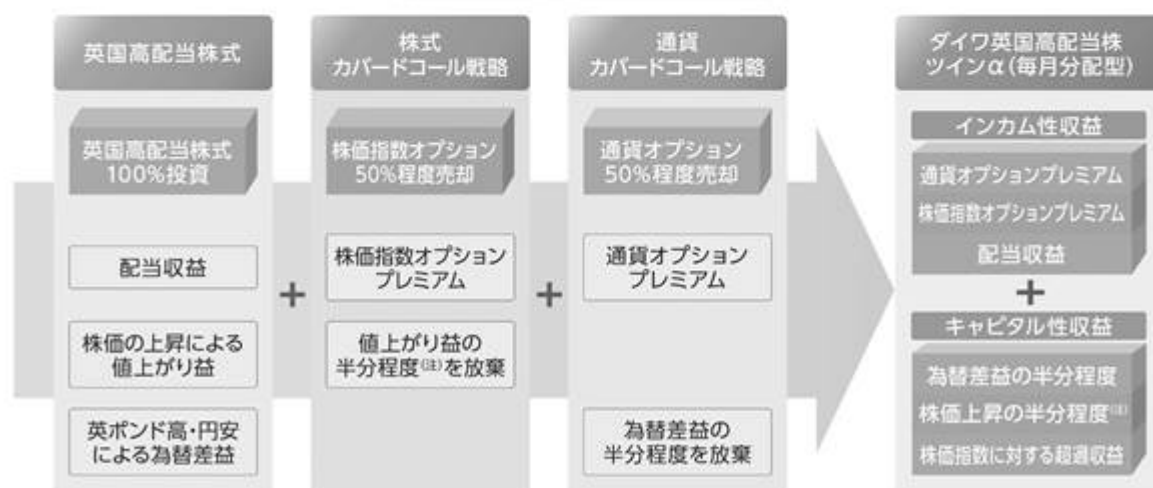 英国高配当株式
英国高配当株式
100%投資
配当収益
株価の上昇による
値上がり益
英ポンド高・円安
による為替差益
+
株式
カバードコール戦略
株価指数オプション
50%程度売却
株価指数オプション
プレミアム
値上がり益の
半分程度(注)を放棄
+
通貨
カバードコール戦略
通貨オプション
50%程度売却
通貨オプション
プレミアム
為替差益の
半分程度を放棄
ダイワ英国高配当株
ツインα(毎月分配型)
インカム性収益
通貨オプションプレミアム
株価指数オプションプレミアム
配当収益
+
キャピタル性収益
為替差益の半分程度
株価上昇の半分程度(注)
株価指数に対する超過収益